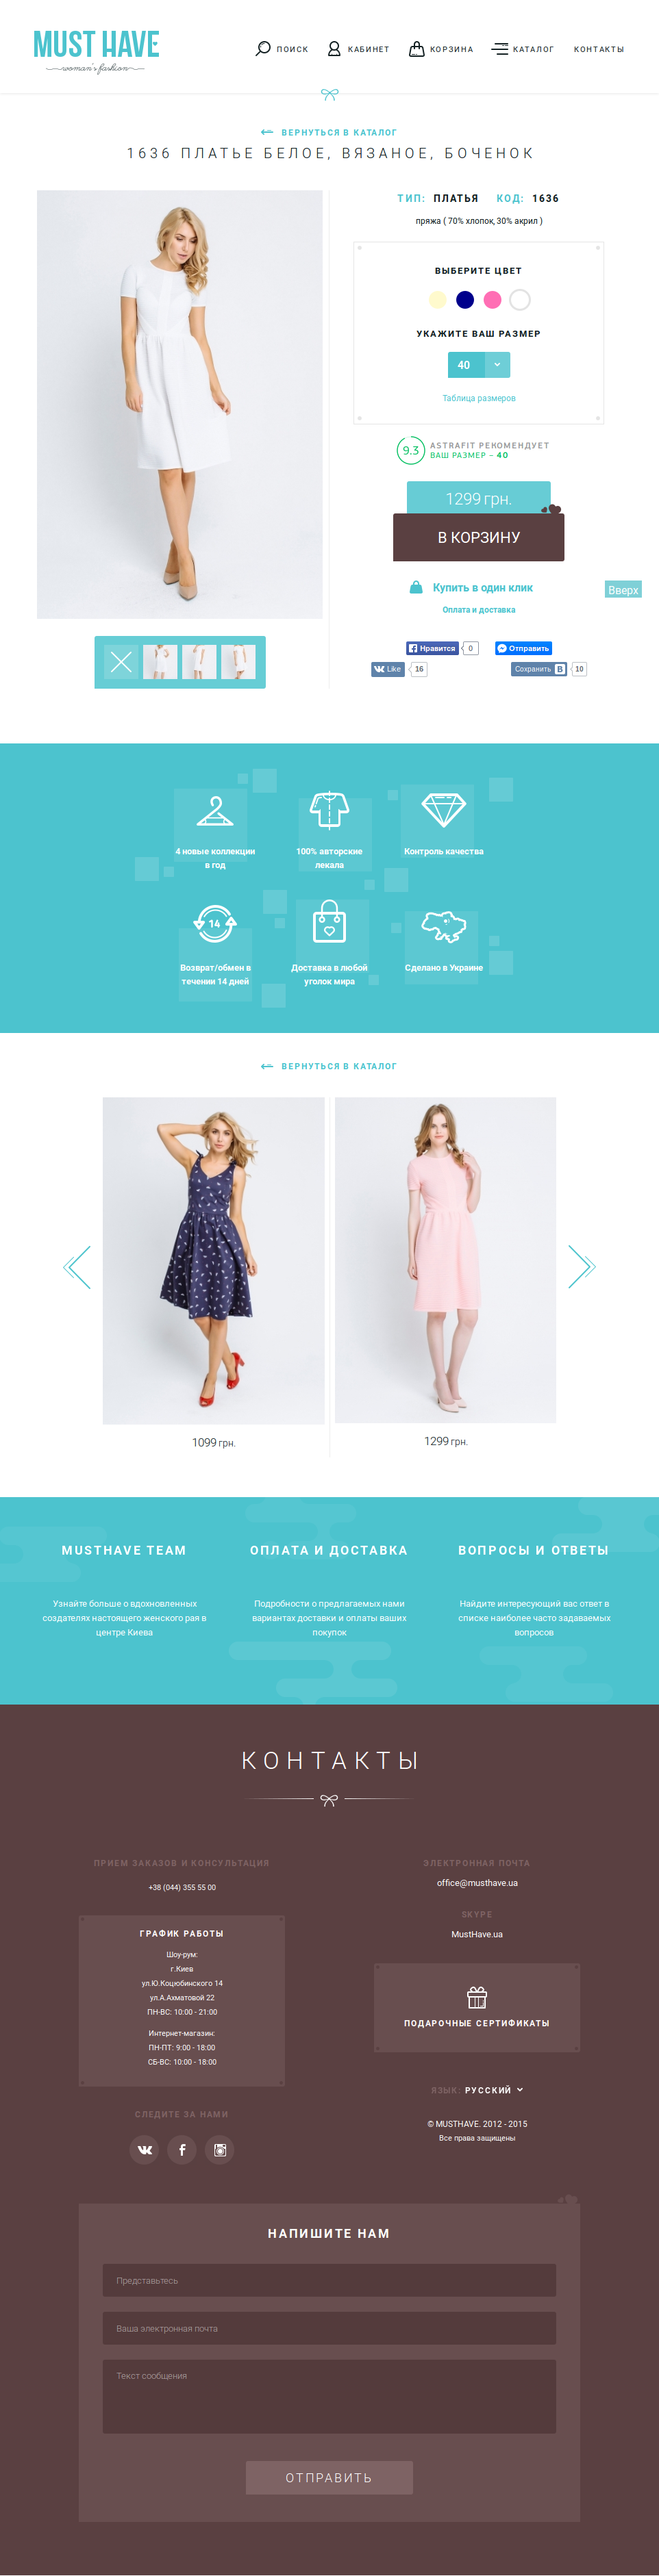 MUST HAVE
woman's fashion
ПОИСК
КАБИНЕТ
КОРЗИНА
КАТАЛОГ
КОНТАКТЫ
ВЕРНУТЬСЯ В КАТАЛОГ
1636 ПЛАТЬЕ БЕЛОЕ, ВЯЗАНОЕ, БОЧЕНОК
ТИП: ПЛАТЬЯ КОД: 1636
пряжа ( 70% хлопок, 30% акрил )
ВЫБЕРИТЕ ЦВЕТ
УКАЖИТЕ ВАШ РАЗМЕР
40
Таблица размеров
9.3
ASTRAFIT РЕКОМЕНДУЕТ
ВАШ РАЗМЕР – 40
1299 грн.
В КОРЗИНУ
Купить в один клик
Вверх
Оплата и доставка
Нравится 0
Отправить
Like 16
Сохранить B 10
4 новые коллекции
в год
100% авторские
лекала
Контроль качества
14
Возврат/обмен в
течении 14 дней
Доставка в любой
уголок мира
Сделано в Украине
ВЕРНУТЬСЯ В КАТАЛОГ
1099 грн.
1299 грн.
MUSTHAVE TEAM
Узнайте больше о вдохновленных
создателях настоящего женского рая в
центре Киева
ОПЛАТА И ДОСТАВКА
Подробности о предлагаемых нами
вариантах доставки и оплаты ваших
покупок
ВОПРОСЫ И ОТВЕТЫ
Найдите интересующий вас ответ в
списке наиболее часто задаваемых
вопросов
КОНТАКТЫ
ПРИЕМ ЗАКАЗОВ И КОНСУЛЬТАЦИЯ
+38 (044) 355 55 00
ГРАФИК РАБОТЫ
Шоу-рум:
г.Киев
ул.Ю.Коцюбинского 14
ул.А.Ахматовой 22
ПН-ВС: 10:00 - 21:00
Интернет-магазин:
ПН-ПТ: 9:00 - 18:00
СБ-ВС: 10:00 - 18:00
СЛЕДИТЕ ЗА НАМИ
ЭЛЕКТРОННАЯ ПОЧТА
office@musthave.ua
SKYPE
MustHave.ua
ПОДАРОЧНЫЕ СЕРТИФИКАТЫ
ЯЗЫК: РУССКИЙ
© MUSTHAVE. 2012 - 2015
Все права защищены
НАПИШИТЕ НАМ
Представьтесь
Ваша электронная почта
Текст сообщения
ОТПРАВИТЬ